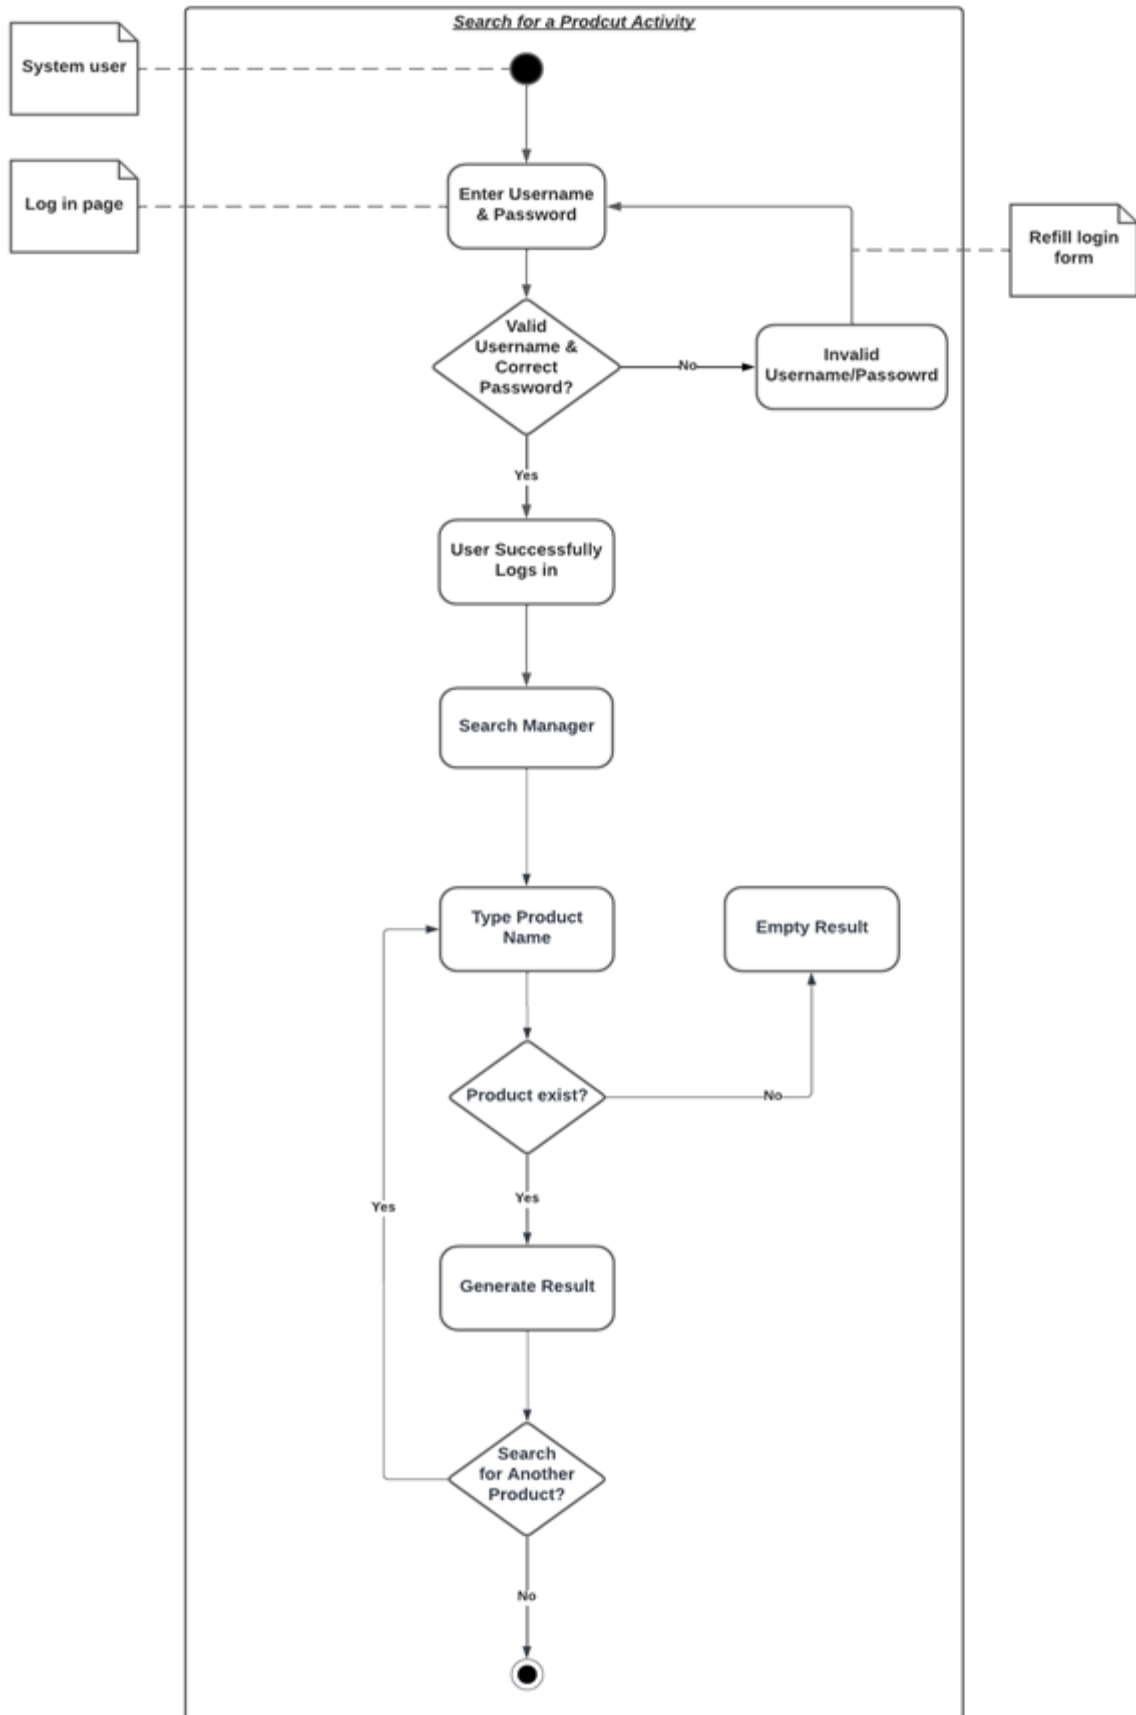 Search for a Prodcut Activity
System user
Log in page
Enter Username
& Password
Refill login
form
Valid
Username &
Correct
Password?
No
Invalid
Username/Passowrd
Yes
User Successfully
Logs in
Search Manager
Type Product
Name
Empty Result
Product exist?
No
Yes
Yes
Generate Result
Search
for Another
Product?
No